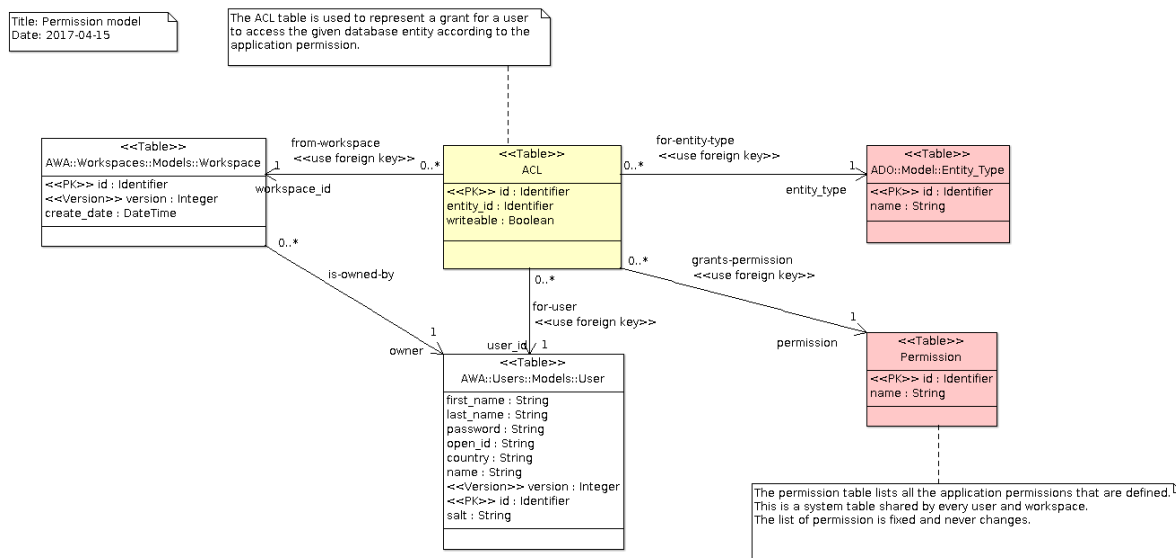 Title: Permission model
Date: 2017-04-15
The ACL table is used to represent a grant for a user
to access the given database entity according to the
application permission.
<<Table>>
AWA::Workspaces::Models::Workspace
<<PK>> id : Identifier
<<Version>> version : Integer
create_date : DateTime
from-workspace
<<use foreign key>>
1
0..*
workspace_id
<<Table>>
ACL
<<PK>> id : Identifier
entity_id : Identifier
writeable : Boolean
for-entity-type
<<use foreign key>>
0..*
1
entity_type
<<Table>>
ADO::Model::Entity_Type
<<PK>> id : Identifier
name : String
0..*
is-owned-by
1
owner
0..*
for-user
<<use foreign key>>
user_id
1
0..*
grants-permission
<<use foreign key>>
1
permission
<<Table>>
Permission
<<PK>> id : Identifier
name : String
<<Table>>
AWA::Users::Models::User
first_name : String
last_name : String
password : String
open_id : String
country : String
name : String
<<Version>> version : Integer
<<PK>> id : Identifier
salt : String
The permission table lists all the application permissions that are defined.
This is a system table shared by every user and workspace.
The list of permission is fixed and never changes.